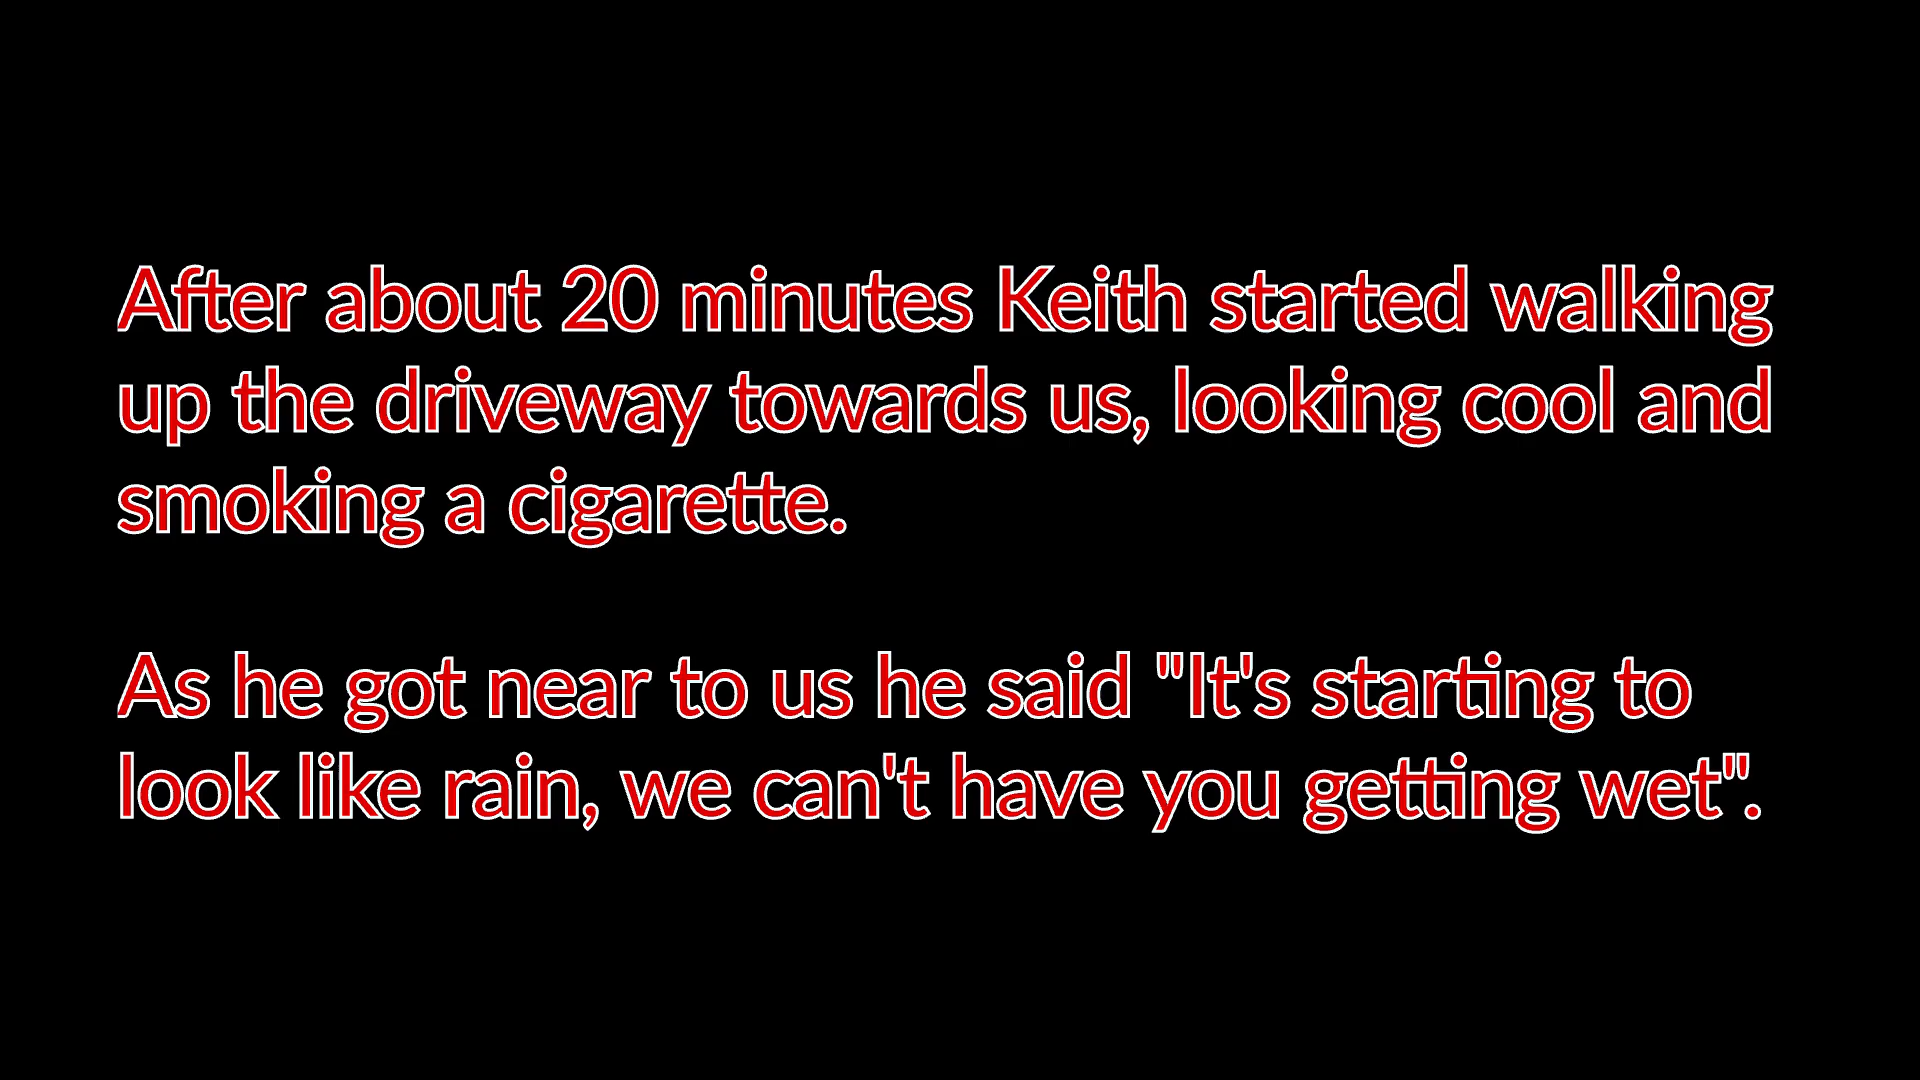 After about 20 minutes Keith started walking
up the driveway towards us, looking cool and
smoking a cigarette.
As he got near to us he said "It's starting to
look like rain, we can't have you getting wet".